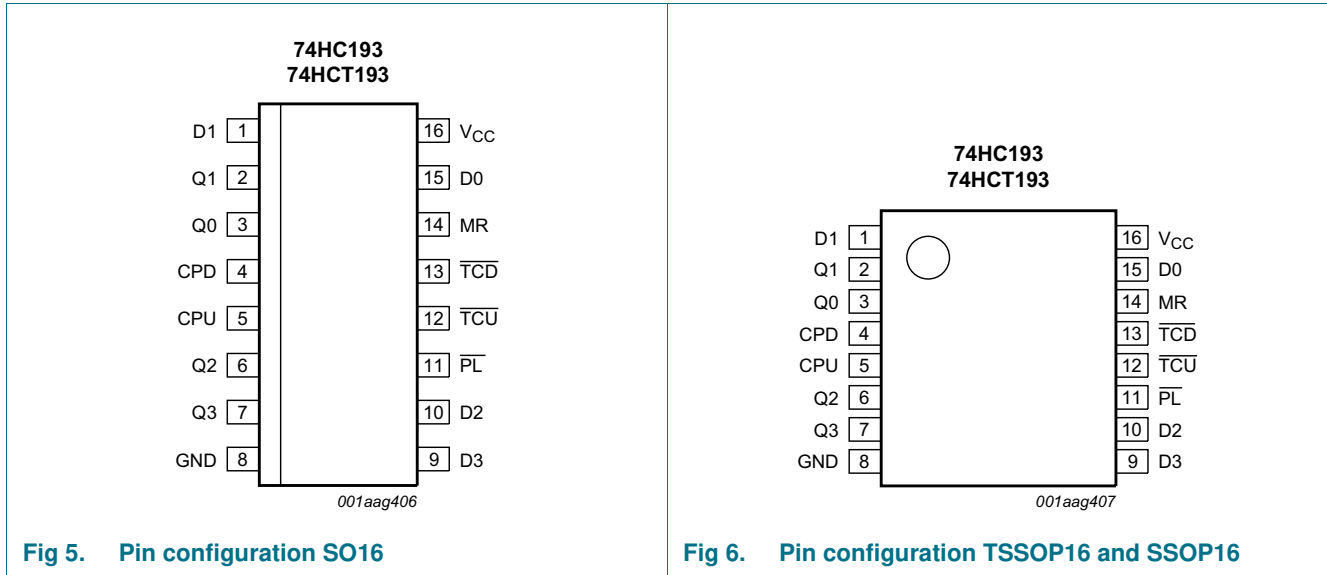 74HC193
74HCT193
D1 1 16 VCC
Q1 2 15 D0
Q0 3 14 MR
CPD 4 13 TCD
CPU 5 12 TCU
Q2 6 11 PL
Q3 7 10 D2
GND 8 9 D3
001aag406
Fig 5. Pin configuration SO16
74HC193
74HCT193
D1 1 16 VCC
Q1 2 15 D0
Q0 3 14 MR
CPD 4 13 TCD
CPU 5 12 TCU
Q2 6 11 PL
Q3 7 10 D2
GND 8 9 D3
001aag407
Fig 6. Pin configuration TSSOP16 and SSOP16